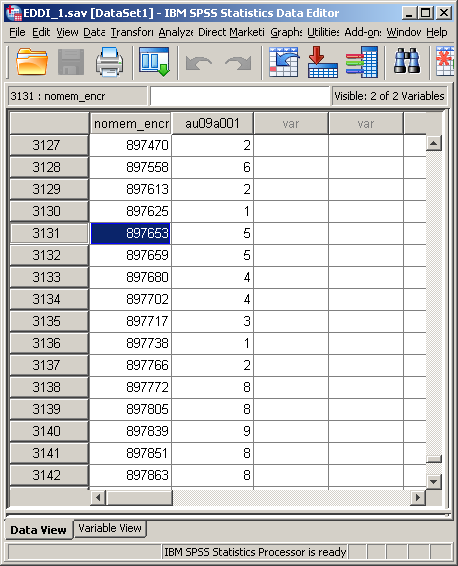 EDDI_1.sav [DataSet1] - IBM SPSS Statistics Data Editor
File Edit View Data Transform Analyze Direct Marketi Graphs Utilities Add-ons Window Help
3131 : nomem_encr Visible: 2 of 2 Variables
nomem_encr au09a001 var var
3127 897470 2
3128 897558 6
3129 897613 2
3130 897625 1
3131 897653 5
3132 897659 5
3133 897680 4
3134 897702 4
3135 897717 3
3136 897738 1
3137 897766 2
3138 897772 8
3139 897805 8
3140 897839 9
3141 897851 8
3142 897863 8
Data View Variable View
IBM SPSS Statistics Processor is ready